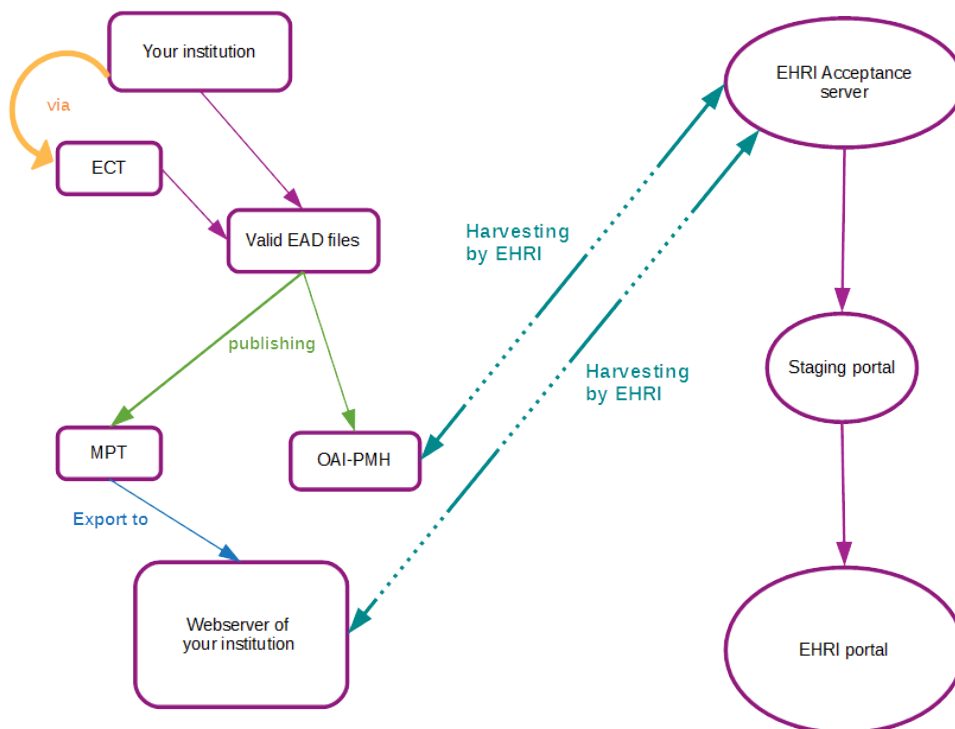 Your institution
EHRI Acceptance
server
via
ECT
Valid EAD files
Harvesting
by EHRI
publishing
Harvesting
by EHRI
Staging portal
MPT
OAI-PMH
Export to
Webserver of
your institution
EHRI portal